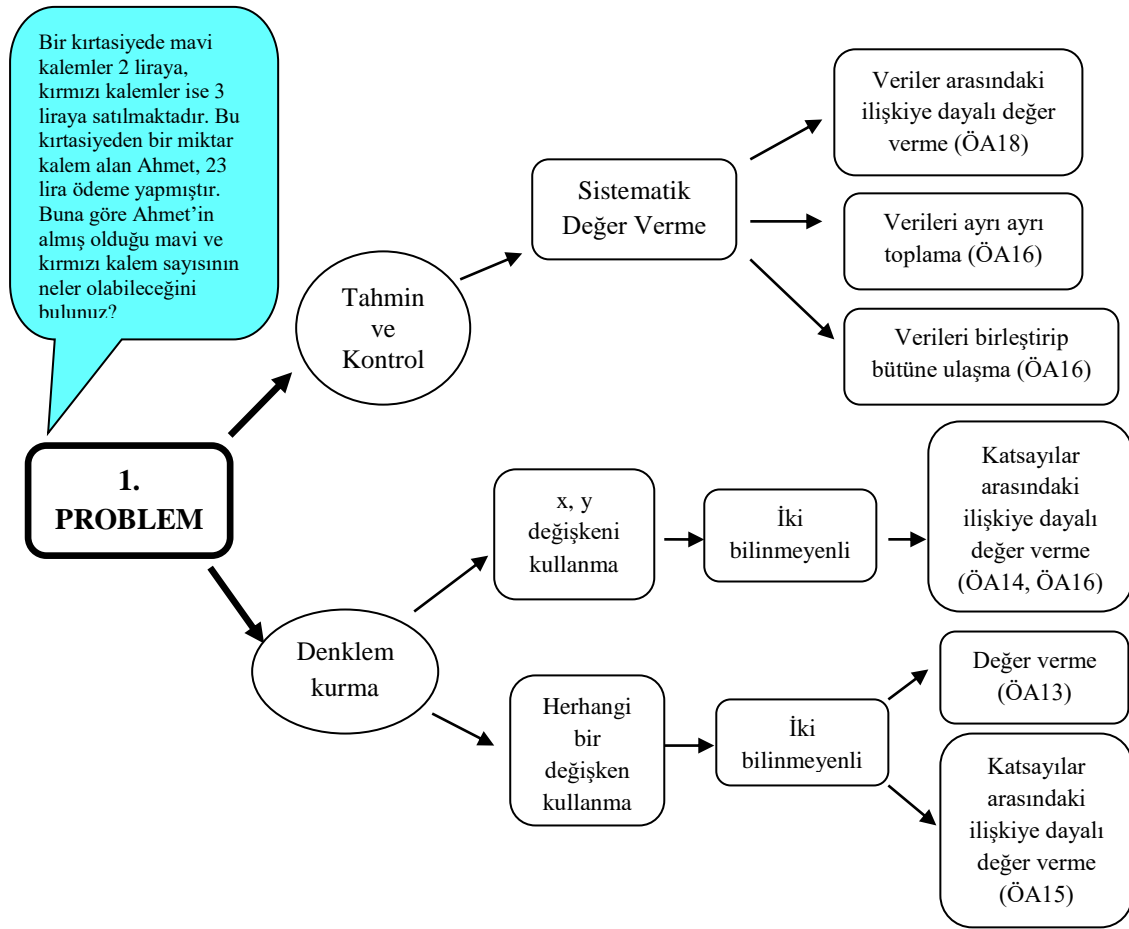 Bir kırtasiyede mavi
kalemler 2 liraya,
kırmızı kalemler ise 3
liraya satılmaktadır. Bu
kırtasiyeden bir miktar
kalem alan Ahmet, 23
lira ödeme yapmıştır.
Buna göre Ahmet’in
almış olduğu mavi ve
kırmızı kalem sayısının
neler olabileceğini
bulunuz?
1.
PROBLEM
Tahmin
ve
Kontrol
Sistematik
Değer Verme
Veriler arasındaki
ilişkiye dayalı değer
verme (ÖA18)
Verileri ayrı ayrı
toplama (ÖA16)
Verileri birleştirip
bütüne ulaşma (ÖA16)
Denklem
kurma
x, y
değişkeni
kullanma
İki
bilinmeyenli
Katsayılar
arasındaki
ilişkiye dayalı
değer verme
(ÖA14, ÖA16)
Herhangi
bir
değişken
kullanma
İki
bilinmeyenli
Değer verme
(ÖA13)
Katsayılar
arasındaki
ilişkiye dayalı
değer verme
(ÖA15)